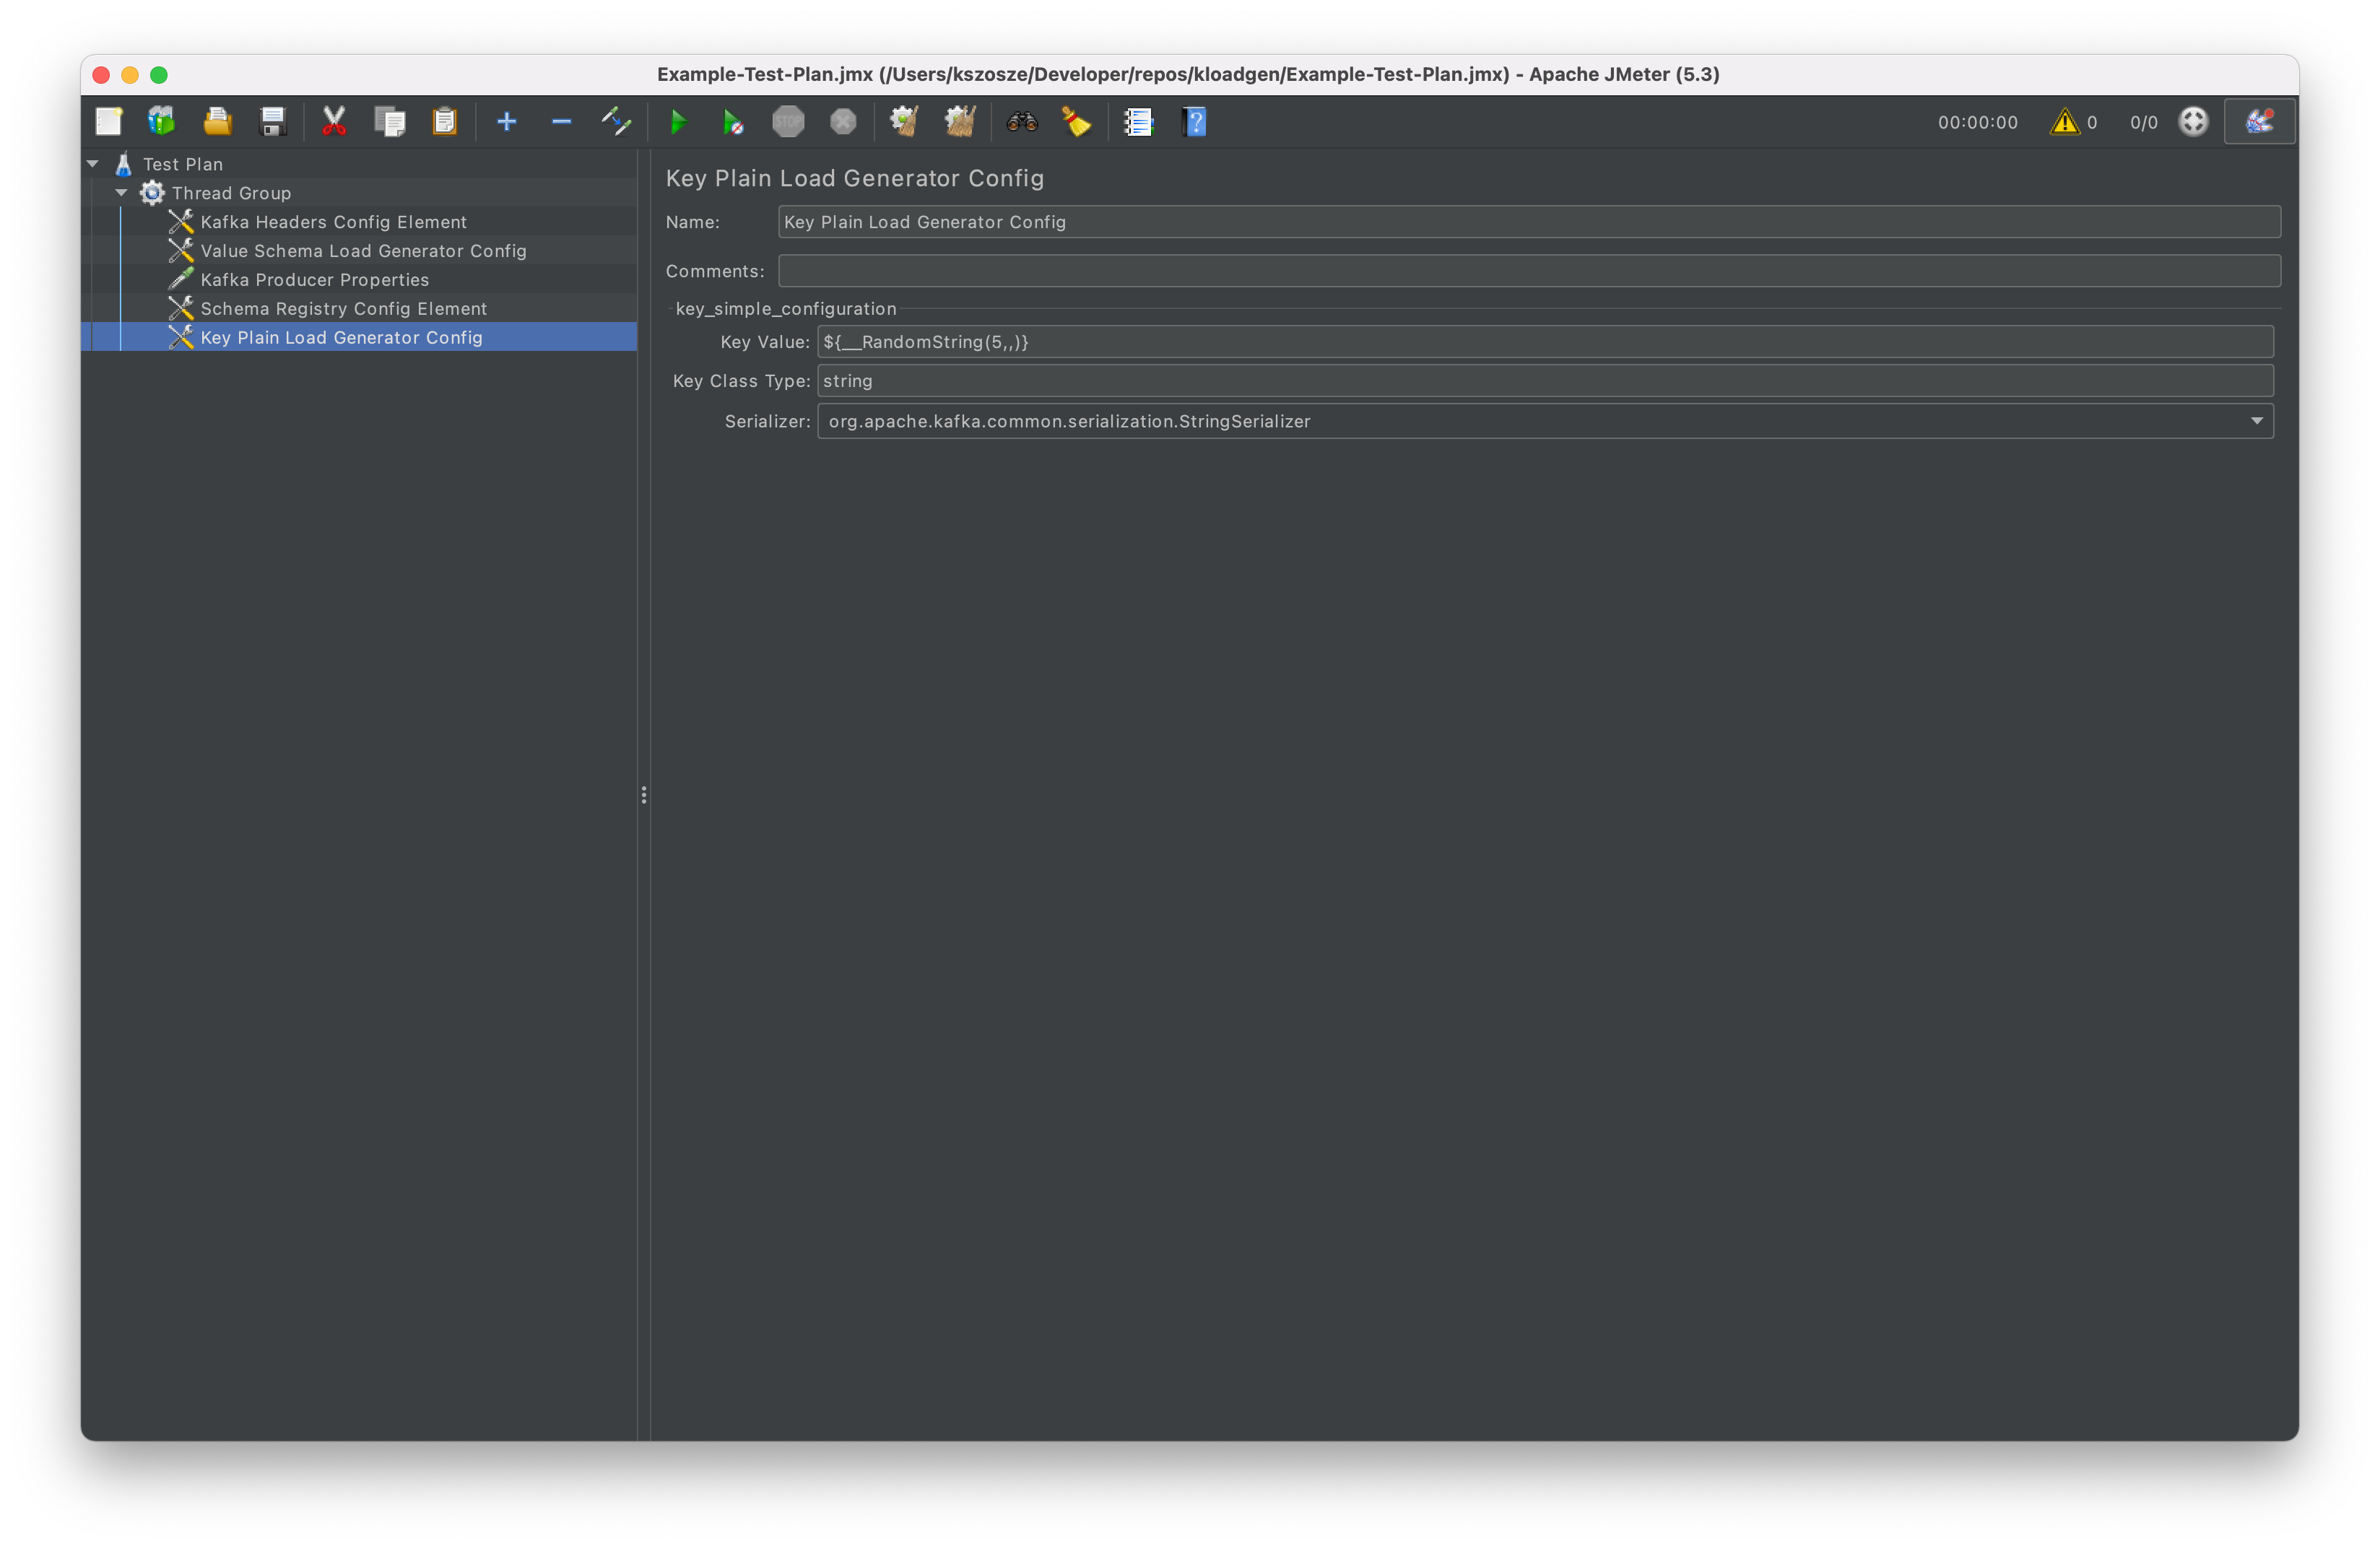 Example-Test-Plan.jmx (/Users/kszosze/Developer/repos/kloadgen/Example-Test-Plan.jmx) - Apache JMeter (5.3)
STOP
00:00:00 0 0/0
Test Plan
Thread Group
Kafka Headers Config Element
Value Schema Load Generator Config
Kafka Producer Properties
Schema Registry Config Element
Key Plain Load Generator Config
Key Plain Load Generator Config
Name: Key Plain Load Generator Config
Comments:
key_simple_configuration
Key Value: ${__RandomString(5,,)}
Key Class Type: string
Serializer: org.apache.kafka.common.serialization.StringSerializer